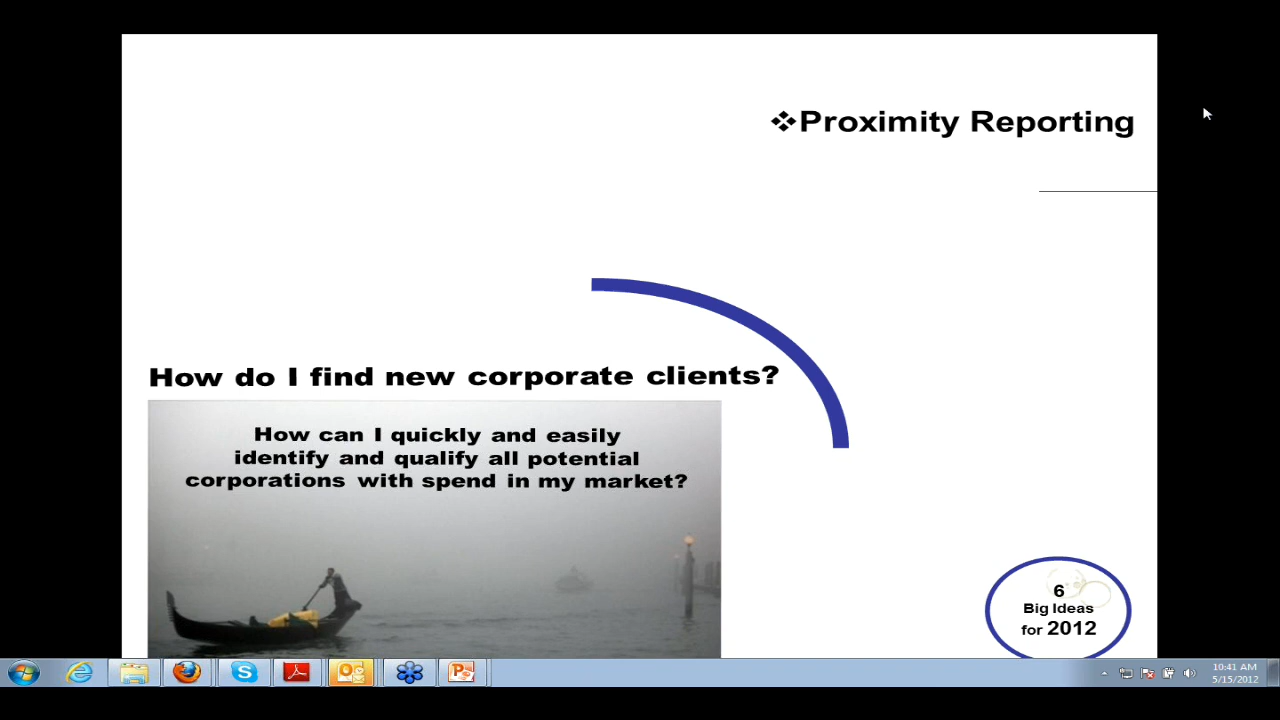 ❖Proximity Reporting
How do I find new corporate clients?
How can I quickly and easily
identify and qualify all potential
corporations with spend in my market?
6
Big Ideas
for 2012
10:41 AM
5/15/2012